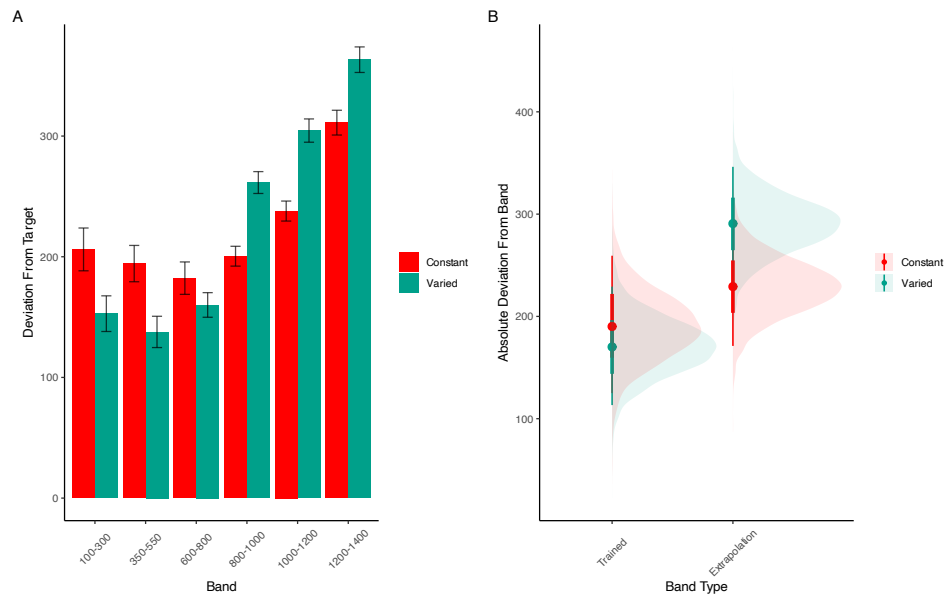 A
Deviation From Target
300
200
100
0
100-300
350-550
600-800
800-1000
1000-1200
1200-1400
Band
Constant
Varied
B
Absolute Deviation From Band
400
300
200
100
Trained
Extrapolation
Band Type
Constant
Varied